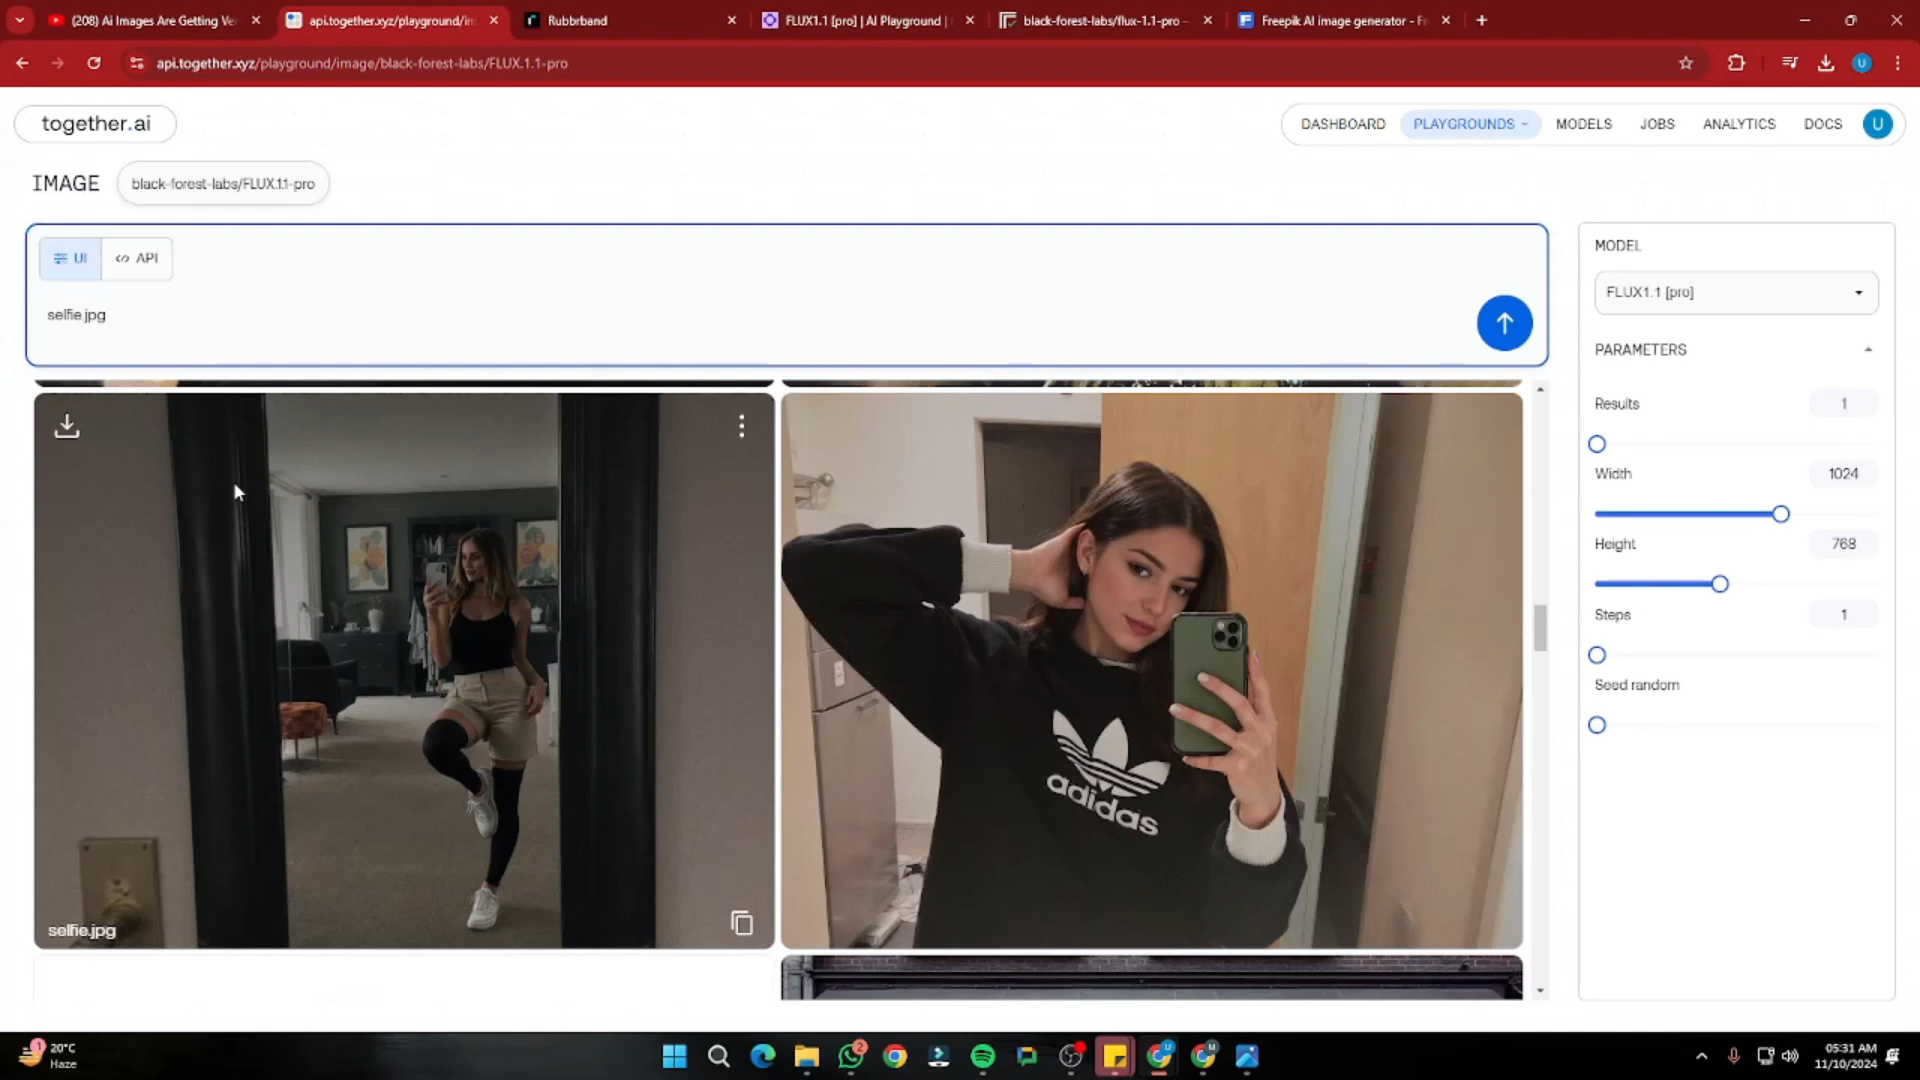 (208) Ai Images Are Getting Ve
api.together.xyz/playground/im
Rubbrband
FLUX1.1 [pro] | AI Playground |
black-forest-labs/flux-1.1-pro –
Freepik AI image generator - Fr
api.together.xyz/playground/image/black-forest-labs/FLUX.1.1-pro
U
together.ai
DASHBOARD
PLAYGROUNDS
MODELS
JOBS
ANALYTICS
DOCS
U
IMAGE
black-forest-labs/FLUX.1.1-pro
UI
API
selfie.jpg
MODEL
FLUX1.1 [pro]
PARAMETERS
Results
1
Width
1024
Height
768
Steps
1
Seed random
adidas
selfie.jpg
1
20°C
Haze
2
U
M
05:31 AM
11/10/2024